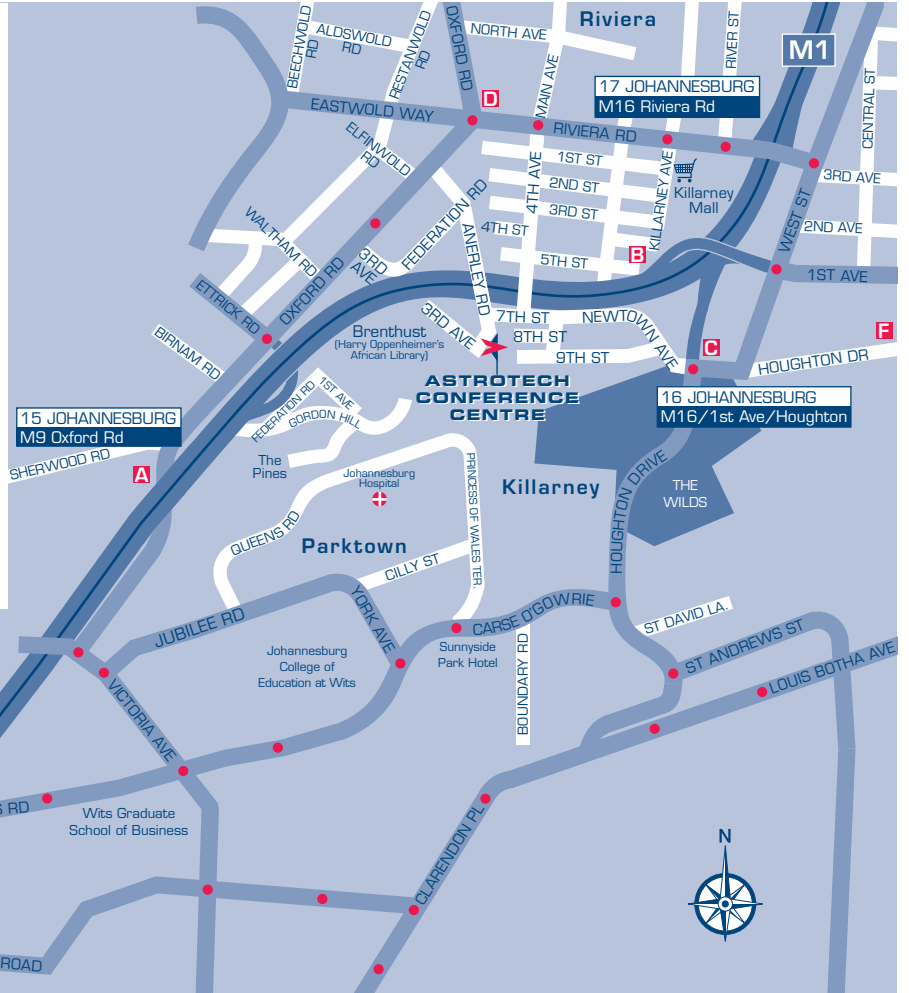 Riviera
BEECHWOLD
RD
ALDSWOLD
RD
RESTANWOLD
RD
OXFORD RD
NORTH AVE
MAIN AVE
RIVER ST
M1
CENTRAL ST
D
17 JOHANNESBURG
M16 Riviera Rd
EASTWOLD WAY
RIVIERA RD
ELFINWOLD
RD
1ST ST
2ND ST
3RD ST
4TH ST
5TH ST
4TH AVE
KILLARNEY AVE
Killarney
Mall
3RD AVE
2ND AVE
WEST ST
1ST AVE
WALTHAM RD
3RD
AVE
FEDERATION RD
ANERLEY RD
B
ETTRICK RD
OXFORD RD
BIRNAM RD
Brenthust
(Harry Oppenheimer's
African Library)
3RD AVE
7TH ST
8TH ST
9TH ST
NEWTOWN
AVE
C
F
HOUGHTON DR
ASTROTECH
CONFERENCE
CENTRE
16 JOHANNESBURG
M16/1st Ave/Houghton
15 JOHANNESBURG
M9 Oxford Rd
FEDERATION RD
1ST AVE
GORDON HILL
SHERWOOD RD
A
The
Pines
Johannesburg
Hospital
PRINCESS OF WALES TER.
Killarney
HOUGHTON DRIVE
THE
WILDS
QUEENS RD
Parktown
CILLY ST
JUBILEE RD
YORK AVE
CARSE O'GOWRIE
ST DAVID LA.
Sunnyside
Park Hotel
BOUNDARY RD
ST ANDREWS ST
LOUIS BOTHA AVE
Johannesburg
College of
Education at Wits
VICTORIA AVE
S RD
Wits Graduate
School of Business
CLARENDON PL
N
ROAD